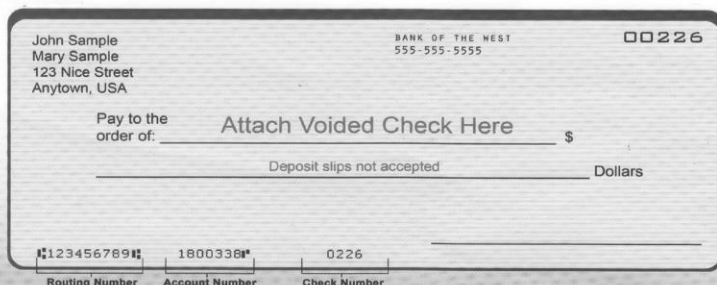 John Sample
Mary Sample
123 Nice Street
Anytown, USA
BANK OF THE WEST
555-555-5555
00226
Pay to the
order of:
Attach Voided Check Here
$
Deposit slips not accepted
Dollars
⑆123456789⑆ 1800338⑈ 0226
Routing Number Account Number Check Number